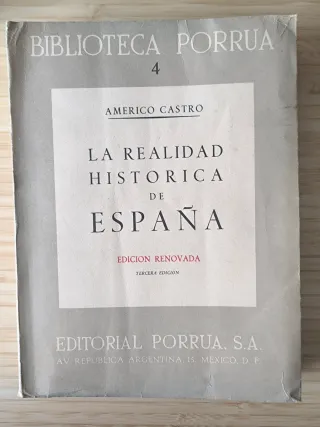 BIBLIOTECA PORRUA
4
AMERICO CASTRO
LA REALIDAD
HISTORICA
DE
ESPAÑA
EDICION RENOVADA
TERCERA EDICION
EDITORIAL PORRUA, S.A.
AV. REPUBLICA ARGENTINA, 15, MEXICO, D. F.